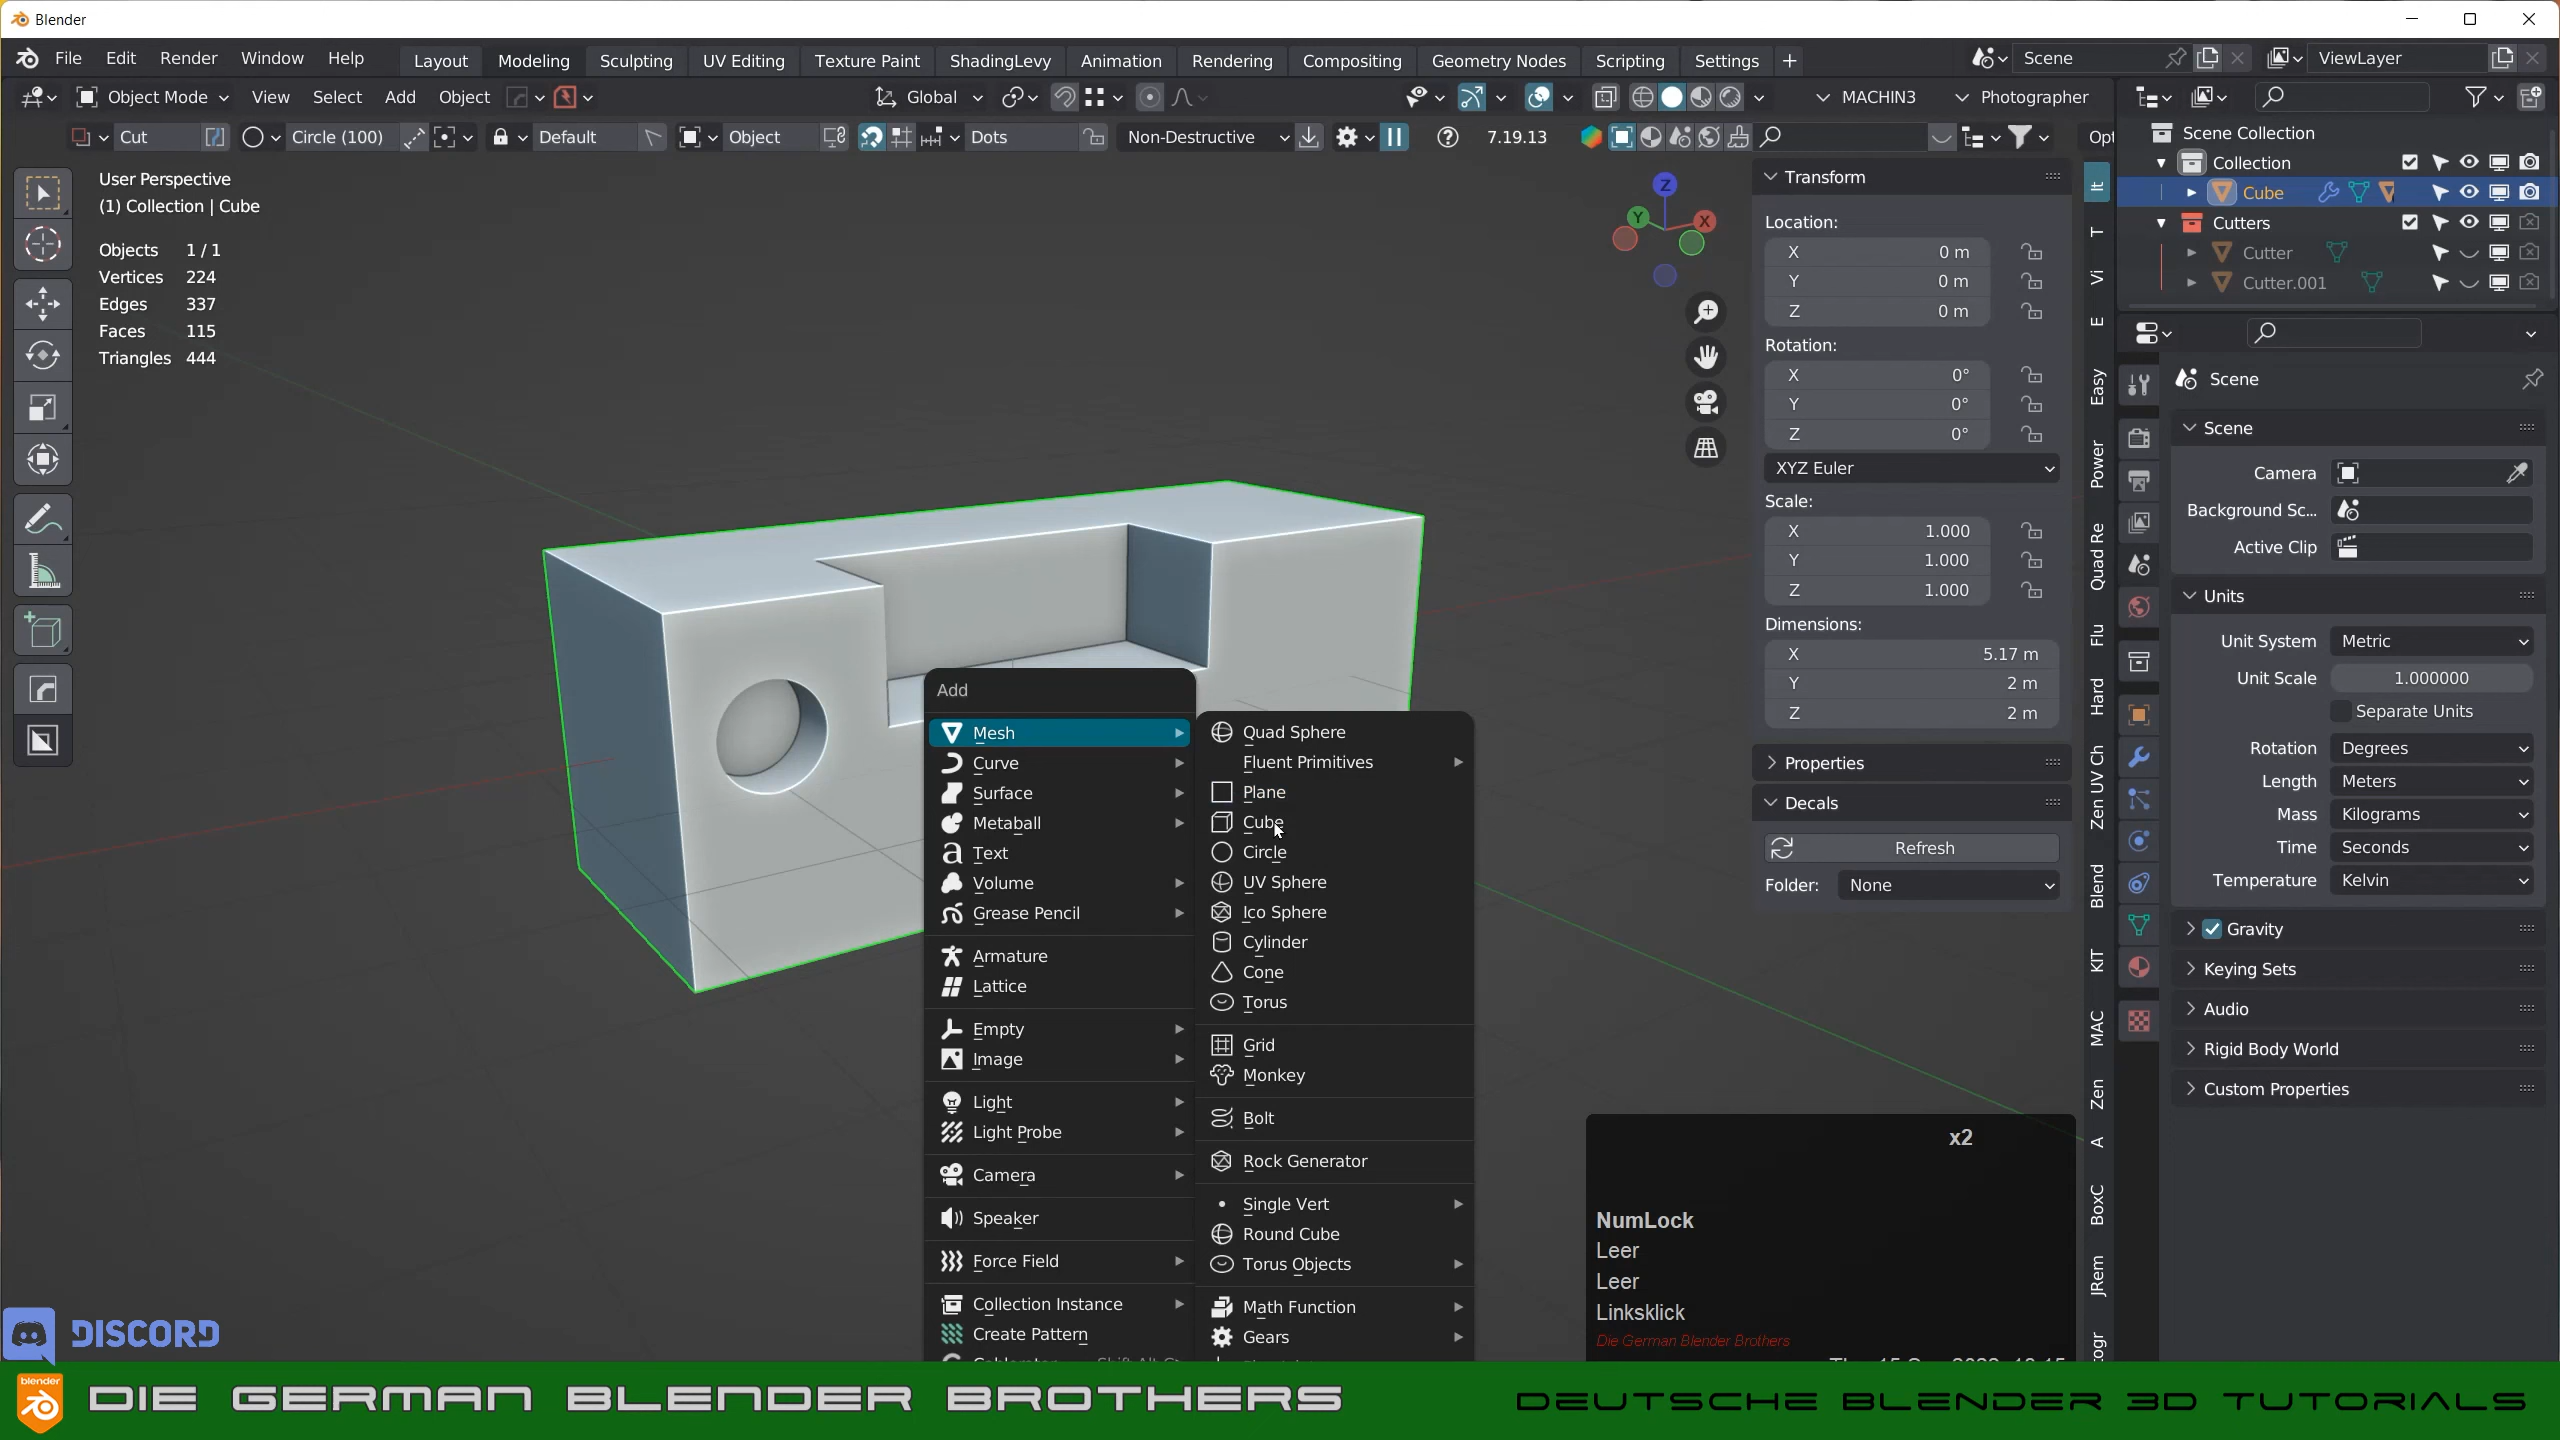 Blender
File Edit Render Window Help Layout Modeling Sculpting UV Editing Texture Paint ShadingLevy Animation Rendering Compositing Geometry Nodes Scripting Settings + Scene ViewLayer
Object Mode View Select Add Object Global MACHIN3 Photographer
Cut Circle (100) Default Object Dots Non-Destructive 7.19.13 Opt
User Perspective
(1) Collection | Cube
Objects 1 / 1
Vertices 224
Edges 337
Faces 115
Triangles 444
Z
Y
X
Add
Mesh
Curve
Surface
Metaball
Text
Volume
Grease Pencil
Armature
Lattice
Empty
Image
Light
Light Probe
Camera
Speaker
Force Field
Collection Instance
Create Pattern
Quad Sphere
Fluent Primitives
Plane
Cube
Circle
UV Sphere
Ico Sphere
Cylinder
Cone
Torus
Grid
Monkey
Bolt
Rock Generator
Single Vert
Round Cube
Torus Objects
Math Function
Gears
Transform
Location:
X 0 m
Y 0 m
Z 0 m
Rotation:
X 0°
Y 0°
Z 0°
XYZ Euler
Scale:
X 1.000
Y 1.000
Z 1.000
Dimensions:
X 5.17 m
Y 2 m
Z 2 m
Properties
Decals
Refresh
Folder: None
It
T
Vi
E
Easy
Power
Quad Re
Flu
Hard
Zen UV Ch
Blend
KIT
MAC
Zen
A
BoxC
JRem
togr
Scene Collection
Collection
Cube
Cutters
Cutter
Cutter.001
Scene
Scene
Camera
Background Sc...
Active Clip
Units
Unit System Metric
Unit Scale 1.000000
Separate Units
Rotation Degrees
Length Meters
Mass Kilograms
Time Seconds
Temperature Kelvin
Gravity
Keying Sets
Audio
Rigid Body World
Custom Properties
x2
NumLock
Leer
Leer
Linksklick
Die German Blender Brothers
DISCORD
blender
DIE GERMAN BLENDER BROTHERS
DEUTSCHE BLENDER 3D TUTORIALS